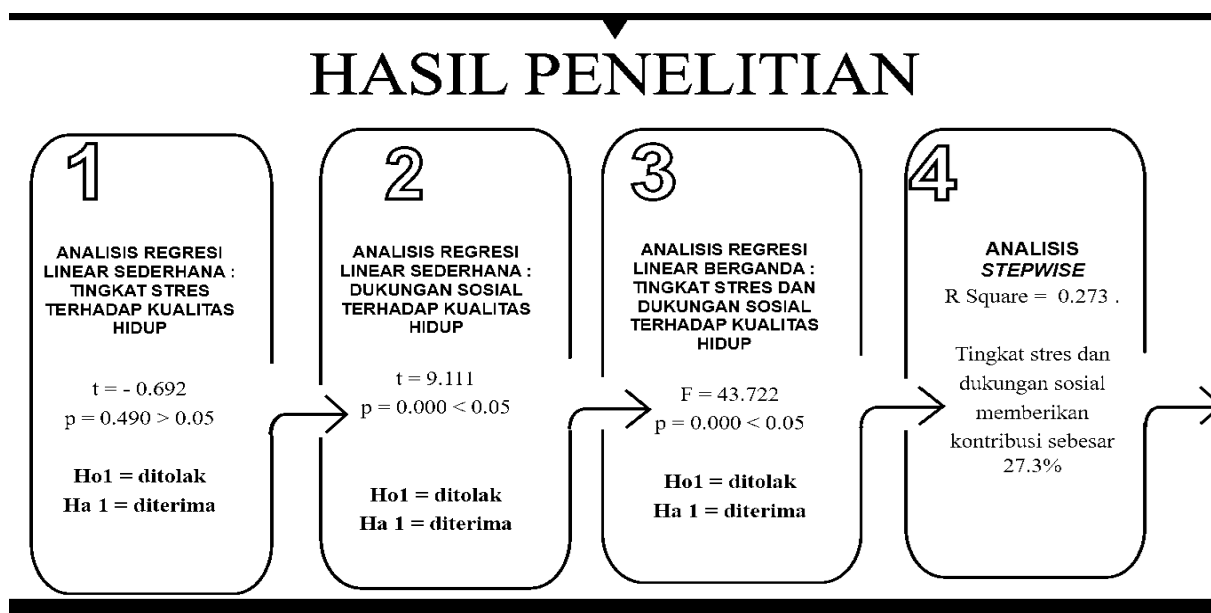 HASIL PENELITIAN
1
ANALISIS REGRESI
LINEAR SEDERHANA :
TINGKAT STRES
TERHADAP KUALITAS
HIDUP
t = - 0.692
p = 0.490 > 0.05
Ho1 = ditolak
Ha 1 = diterima
2
ANALISIS REGRESI
LINEAR SEDERHANA :
DUKUNGAN SOSIAL
TERHADAP KUALITAS
HIDUP
t = 9.111
p = 0.000 < 0.05
Ho1 = ditolak
Ha 1 = diterima
3
ANALISIS REGRESI
LINEAR BERGANDA :
TINGKAT STRES DAN
DUKUNGAN SOSIAL
TERHADAP KUALITAS
HIDUP
F = 43.722
p = 0.000 < 0.05
Ho1 = ditolak
Ha 1 = diterima
4
ANALISIS
STEPWISE
R Square = 0.273 .
Tingkat stres dan
dukungan sosial
memberikan
kontribusi sebesar
27.3%